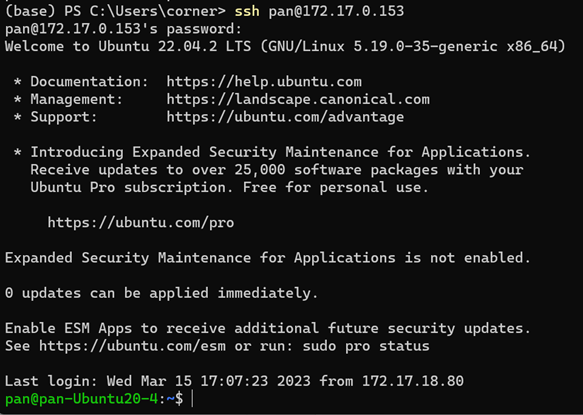 (base) PS C:\Users\corner> ssh pan@172.17.0.153
pan@172.17.0.153's password:
Welcome to Ubuntu 22.04.2 LTS (GNU/Linux 5.19.0-35-generic x86_64)
* Documentation:  https://help.ubuntu.com
* Management:     https://landscape.canonical.com
* Support:        https://ubuntu.com/advantage
* Introducing Expanded Security Maintenance for Applications.
Receive updates to over 25,000 software packages with your
Ubuntu Pro subscription. Free for personal use.
https://ubuntu.com/pro
Expanded Security Maintenance for Applications is not enabled.
0 updates can be applied immediately.
Enable ESM Apps to receive additional future security updates.
See https://ubuntu.com/esm or run: sudo pro status
Last login: Wed Mar 15 17:07:23 2023 from 172.17.18.80
pan@pan-Ubuntu20-4:~$